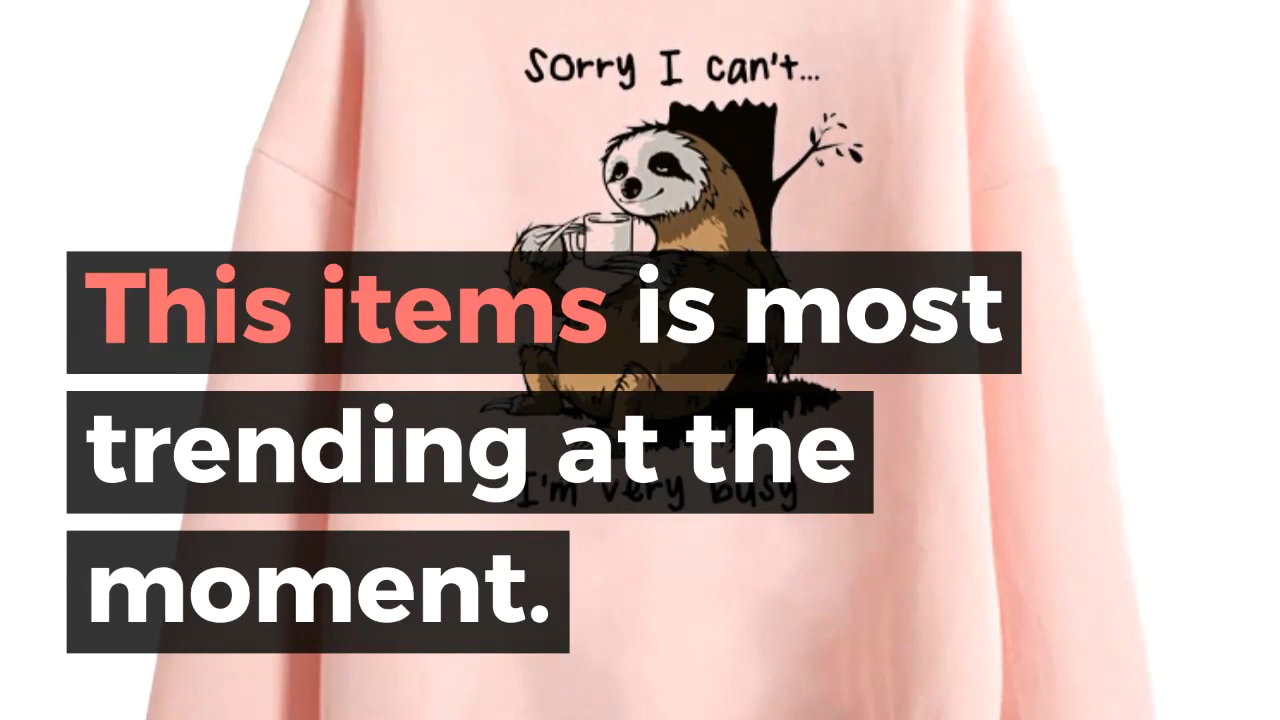 Sorry I can't...
This items is most
trending at the
I'm very busy
moment.